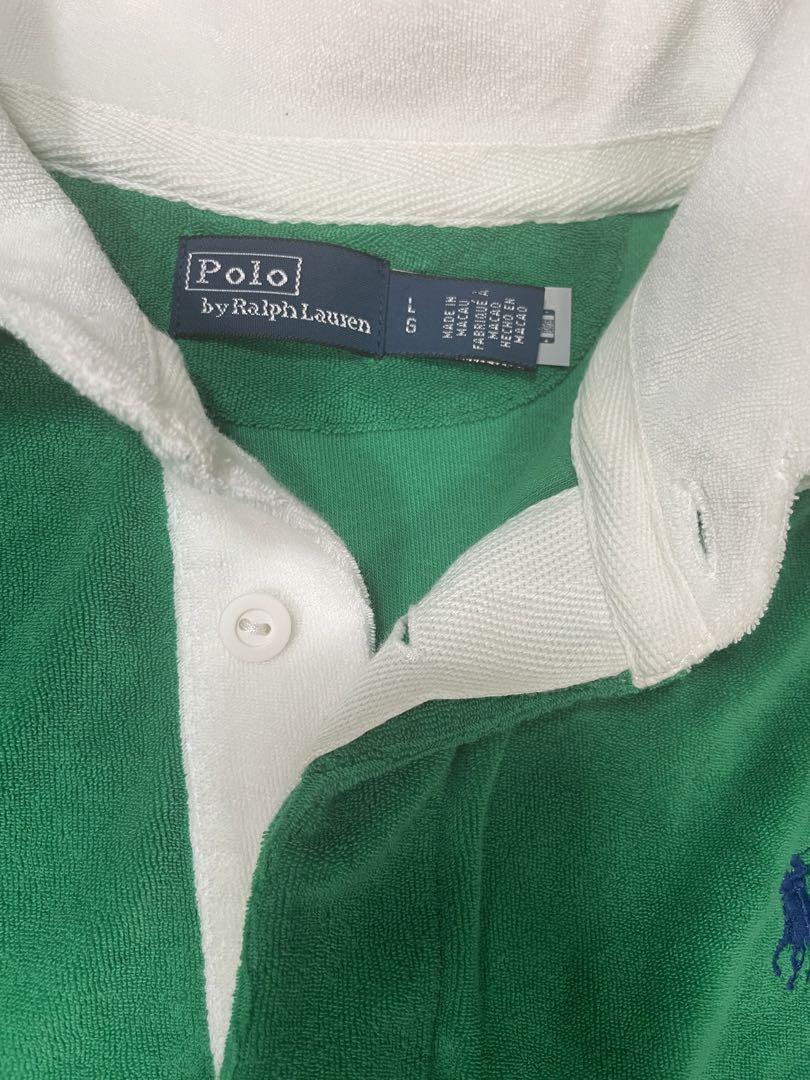 Polo
by Ralph Lauren
L
G
MADE IN
MACAU
FABRIQUÉ À
MACAO
HECHO EN
MACAO